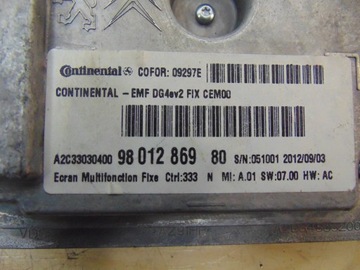 Continental COFOR: 09297E
CONTINENTAL - EMF DG4ev2 FIX CEM00
A2C33030400 98 012 869 80 S/N:051001 2012/09/03
Ecran Multifonction Fixe Ctrl:333 N MI: A.01 SW:07.00 HW: AC